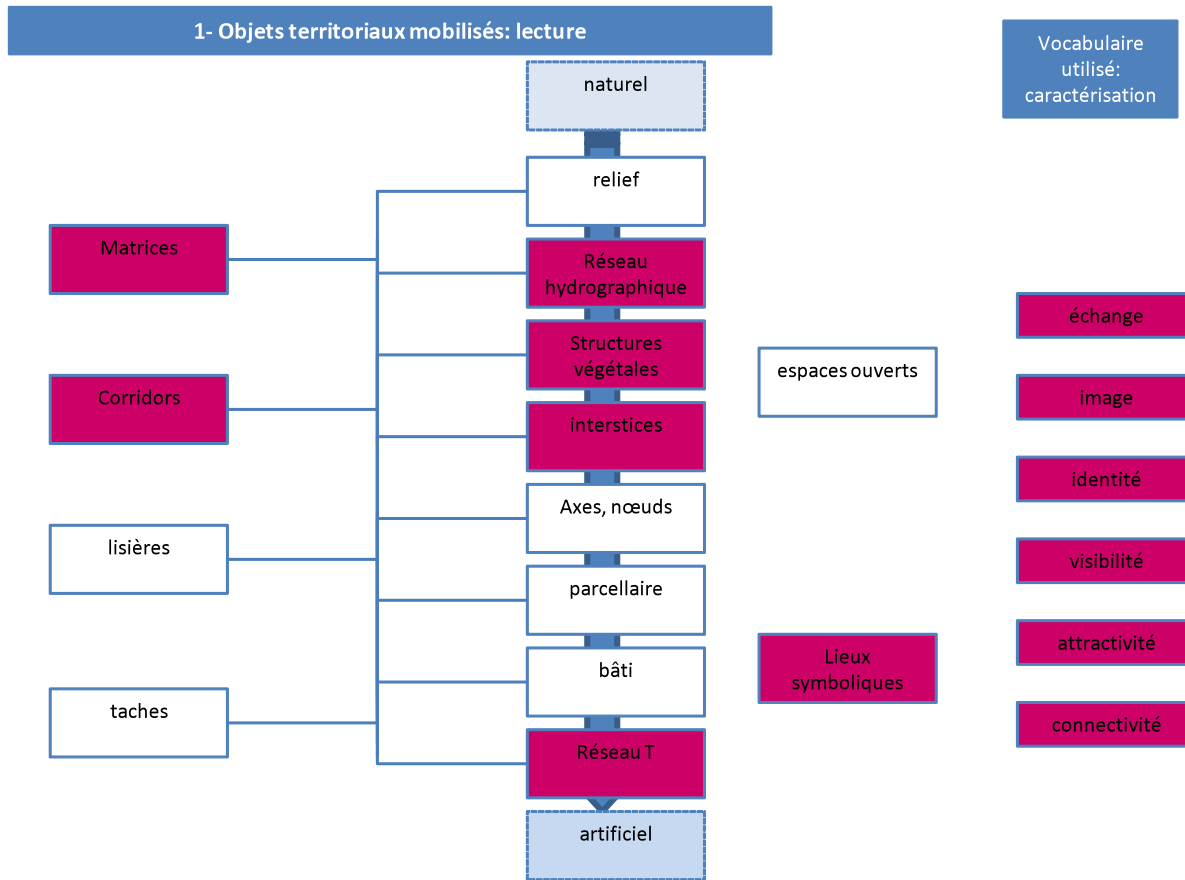 1- Objets territoriaux mobilisés: lecture
Vocabulaire
utilisé:
caractérisation
naturel
relief
Matrices
Réseau
hydrographique
échange
Structures
végétales
espaces ouverts
Corridors
image
interstices
identité
Axes, nœuds
lisières
visibilité
parcellaire
attractivité
bâti
Lieux
symboliques
taches
connectivité
Réseau T
artificiel